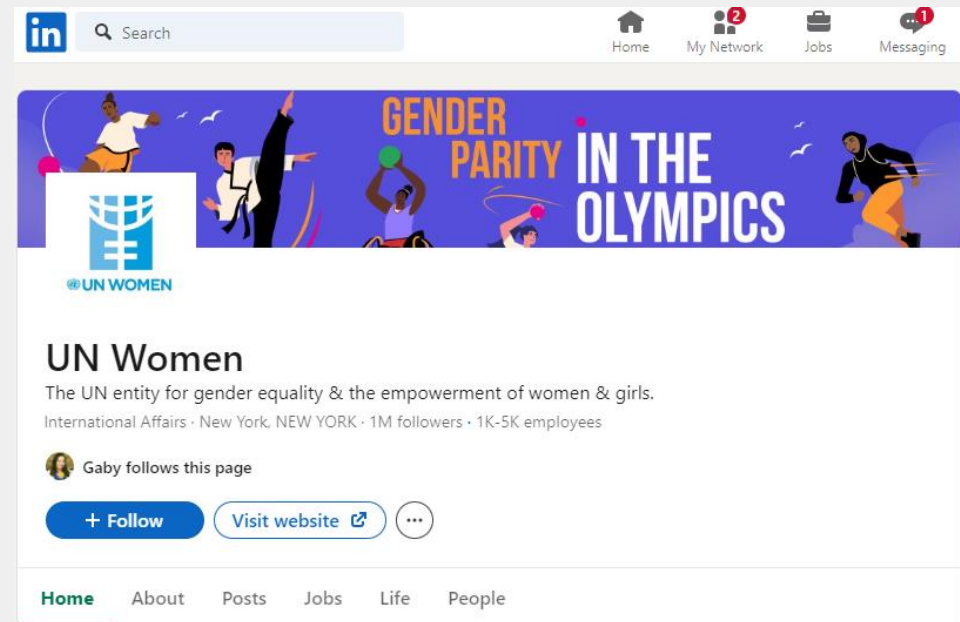 in
Search
2
1
Home
My Network
Jobs
Messaging
GENDER
PARITY
IN THE
OLYMPICS
UN WOMEN
UN Women
The UN entity for gender equality & the empowerment of women & girls.
International Affairs · New York, NEW YORK · 1M followers · 1K-5K employees
Gaby follows this page
+ Follow
Visit website
Home
About
Posts
Jobs
Life
People